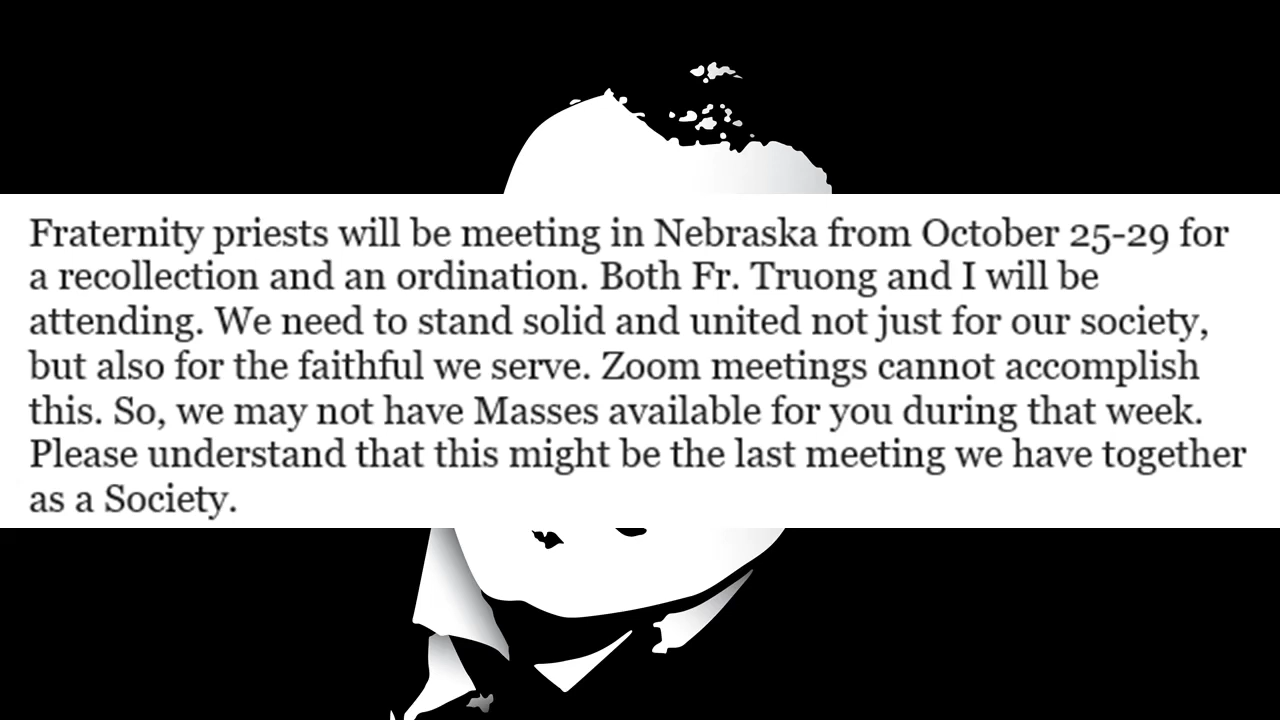 Fraternity priests will be meeting in Nebraska from October 25-29 for
a recollection and an ordination. Both Fr. Truong and I will be
attending. We need to stand solid and united not just for our society,
but also for the faithful we serve. Zoom meetings cannot accomplish
this. So, we may not have Masses available for you during that week.
Please understand that this might be the last meeting we have together
as a Society.